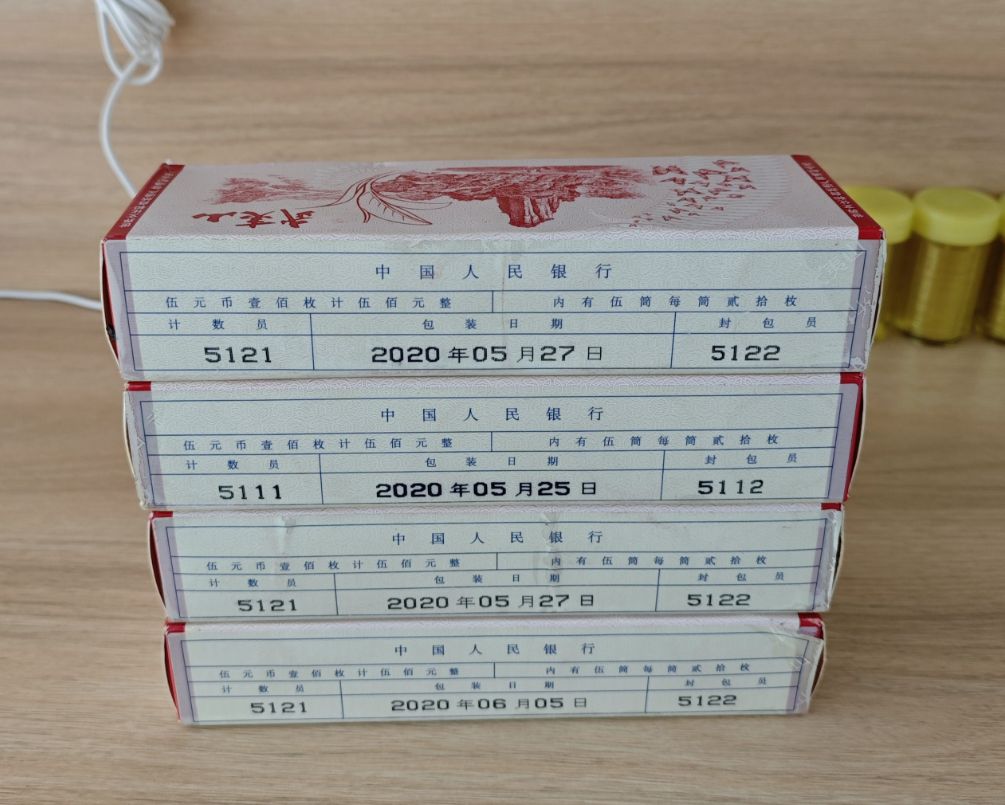 武夷山
中国人民银行
伍元币壹佰枚计伍佰元整 内有伍筒每筒贰拾枚
计数员 包装日期 封包员
5121 2020年05月27日 5122
中国人民银行
伍元币壹佰枚计伍佰元整 内有伍筒每筒贰拾枚
计数员 包装日期 封包员
5111 2020年05月25日 5112
中国人民银行
伍元币壹佰枚计伍佰元整 内有伍筒每筒贰拾枚
计数员 包装日期 封包员
5121 2020年05月27日 5122
中国人民银行
伍元币壹佰枚计伍佰元整 内有伍筒每筒贰拾枚
计数员 包装日期 封包员
5121 2020年06月05日 5122